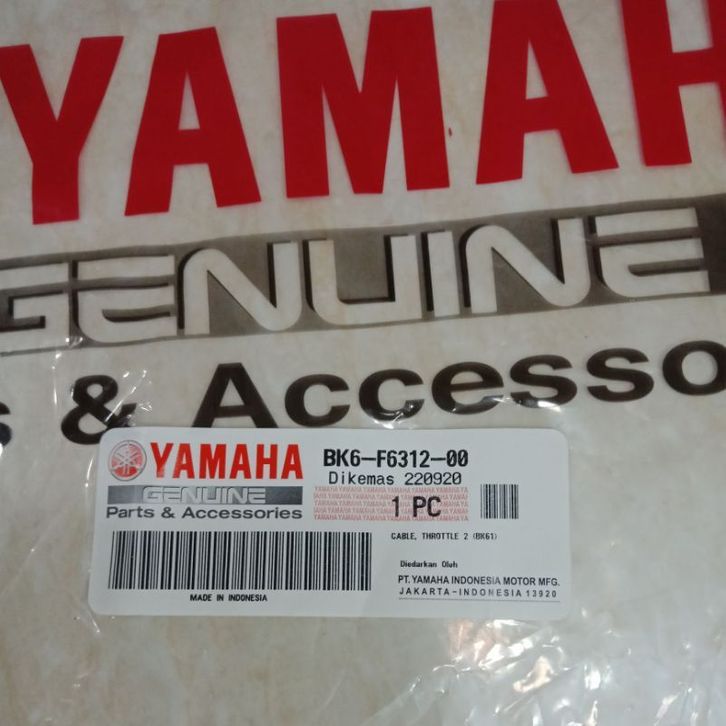 YAMAH
GENUINE
s & Accesso
YAMAHA
GENUINE
Parts & Accessories
BK6-F6312-00
Dikemas 220920
1 PC
CABLE, THROTTLE 2 (BK61)
Diedarkan Oleh
PT. YAMAHA INDONESIA MOTOR MFG.
JAKARTA-INDONESIA 13920
MADE IN INDONESIA